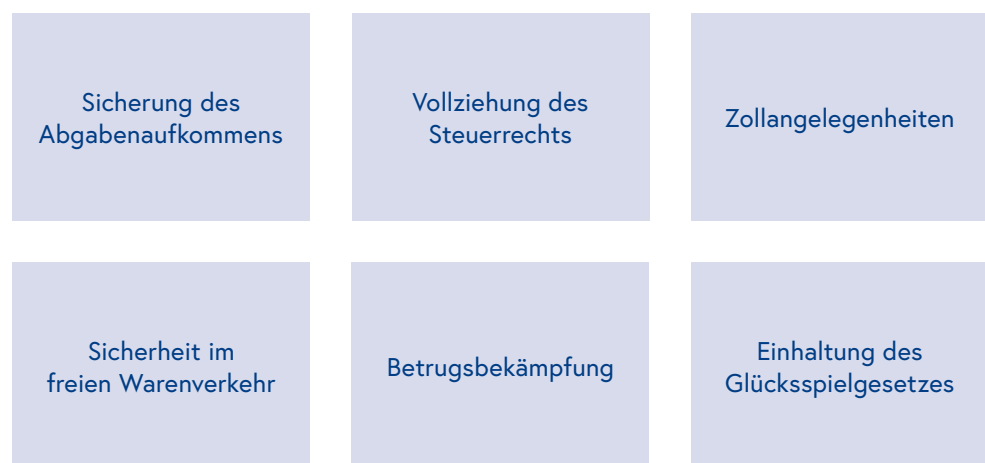 Sicherung des
Abgabenaufkommens
Vollziehung des
Steuerrechts
Zollangelegenheiten
Sicherheit im
freien Warenverkehr
Betrugsbekämpfung
Einhaltung des
Glücksspielgesetzes